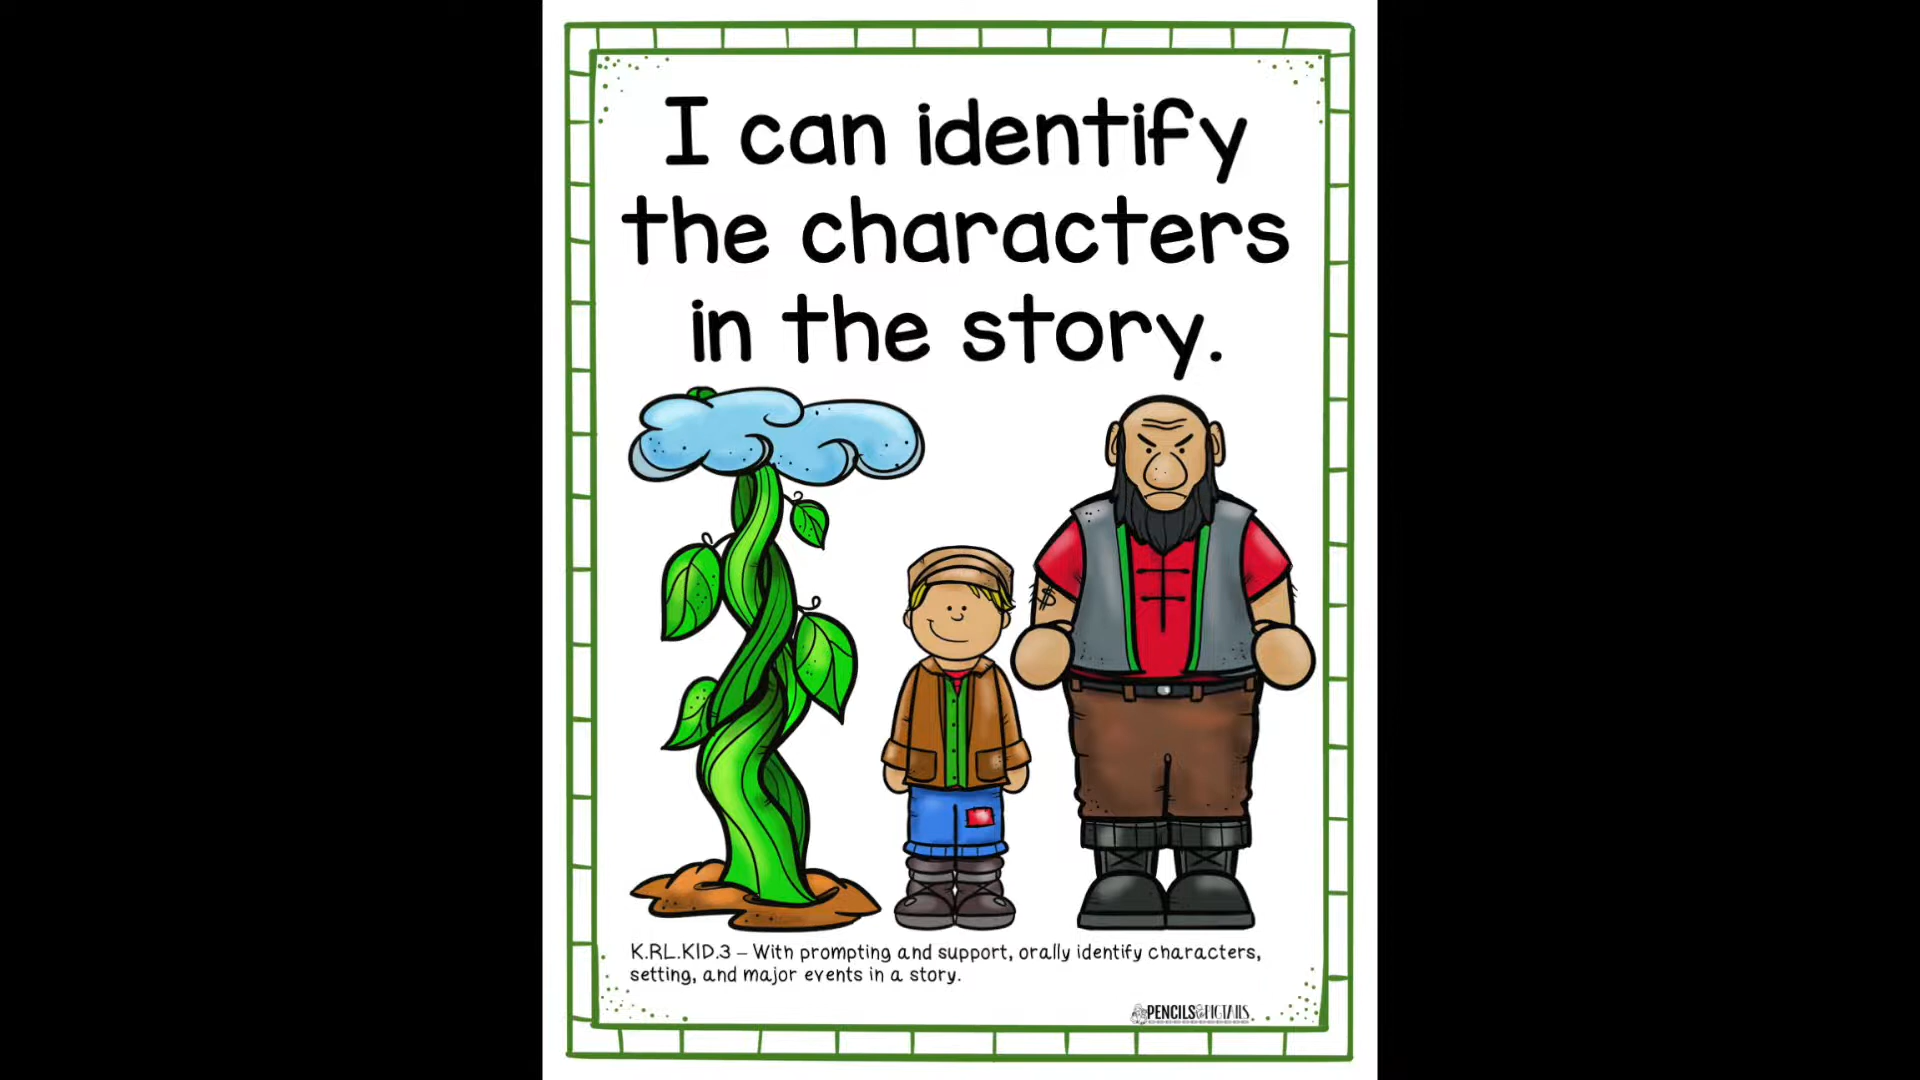 I can identify
the characters
in the story.
$
K.RL.KID.3 – With prompting and support, orally identify characters,
setting, and major events in a story.
PENCILS&PIGTAILS